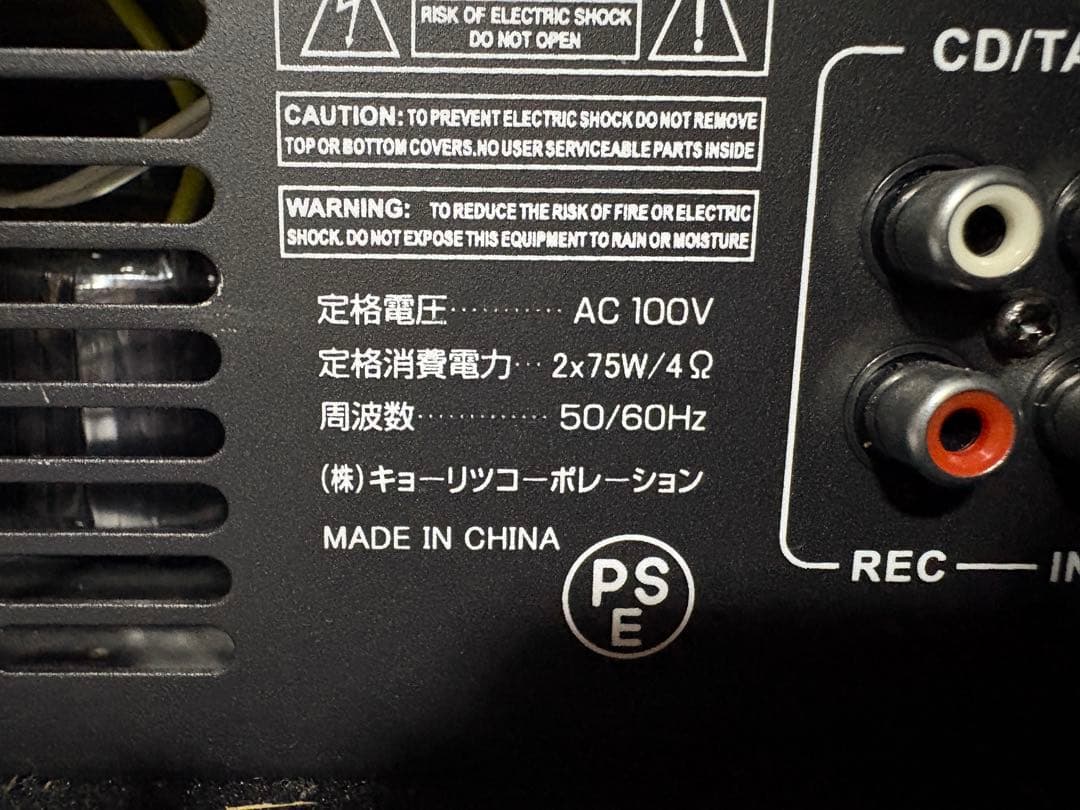 RISK OF ELECTRIC SHOCK
DO NOT OPEN
CAUTION: TO PREVENT ELECTRIC SHOCK DO NOT REMOVE
TOP OR BOTTOM COVERS.NO USER SERVICEABLE PARTS INSIDE
WARNING: TO REDUCE THE RISK OF FIRE OR ELECTRIC
SHOCK. DO NOT EXPOSE THIS EQUIPMENT TO RAIN OR MOISTURE
定格電圧··········· AC 100V
定格消費電力··· 2x75W/4Ω
周波数············· 50/60Hz
(株)キョーリツコーポレーション
MADE IN CHINA
PS
E
CD/TA
REC
IN